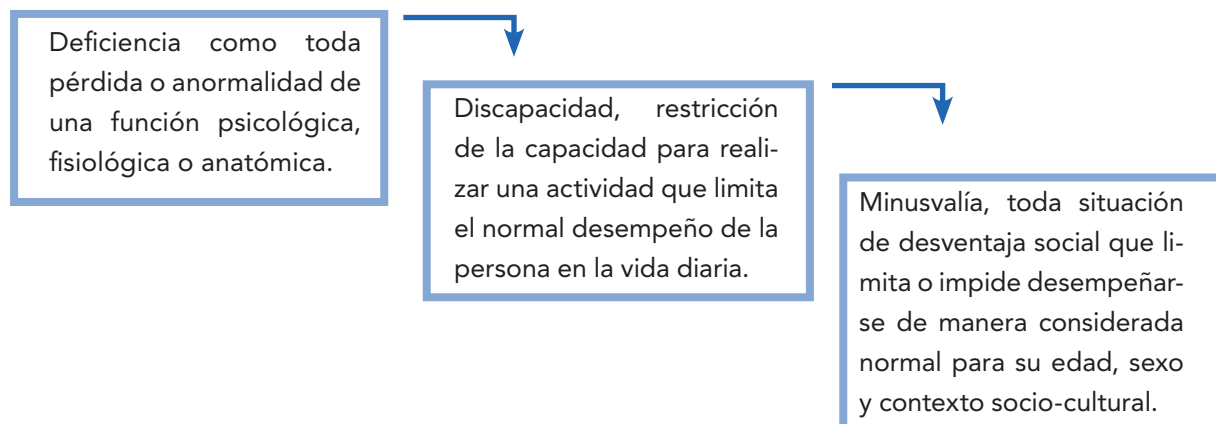 Deficiencia como toda
pérdida o anormalidad de
una función psicológica,
fisiológica o anatómica.
Discapacidad, restricción
de la capacidad para reali-
zar una actividad que limita
el normal desempeño de la
persona en la vida diaria.
Minusvalía, toda situación
de desventaja social que li-
mita o impide desempeñar-
se de manera considerada
normal para su edad, sexo
y contexto socio-cultural.